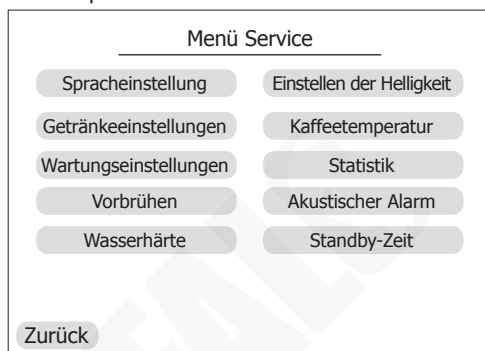 Menü Service
Spracheinstellung
Einstellen der Helligkeit
Getränkeeinstellungen
Kaffeetemperatur
Wartungseinstellungen
Statistik
Vorbrühen
Akustischer Alarm
Wasserhärte
Standby-Zeit
Zurück